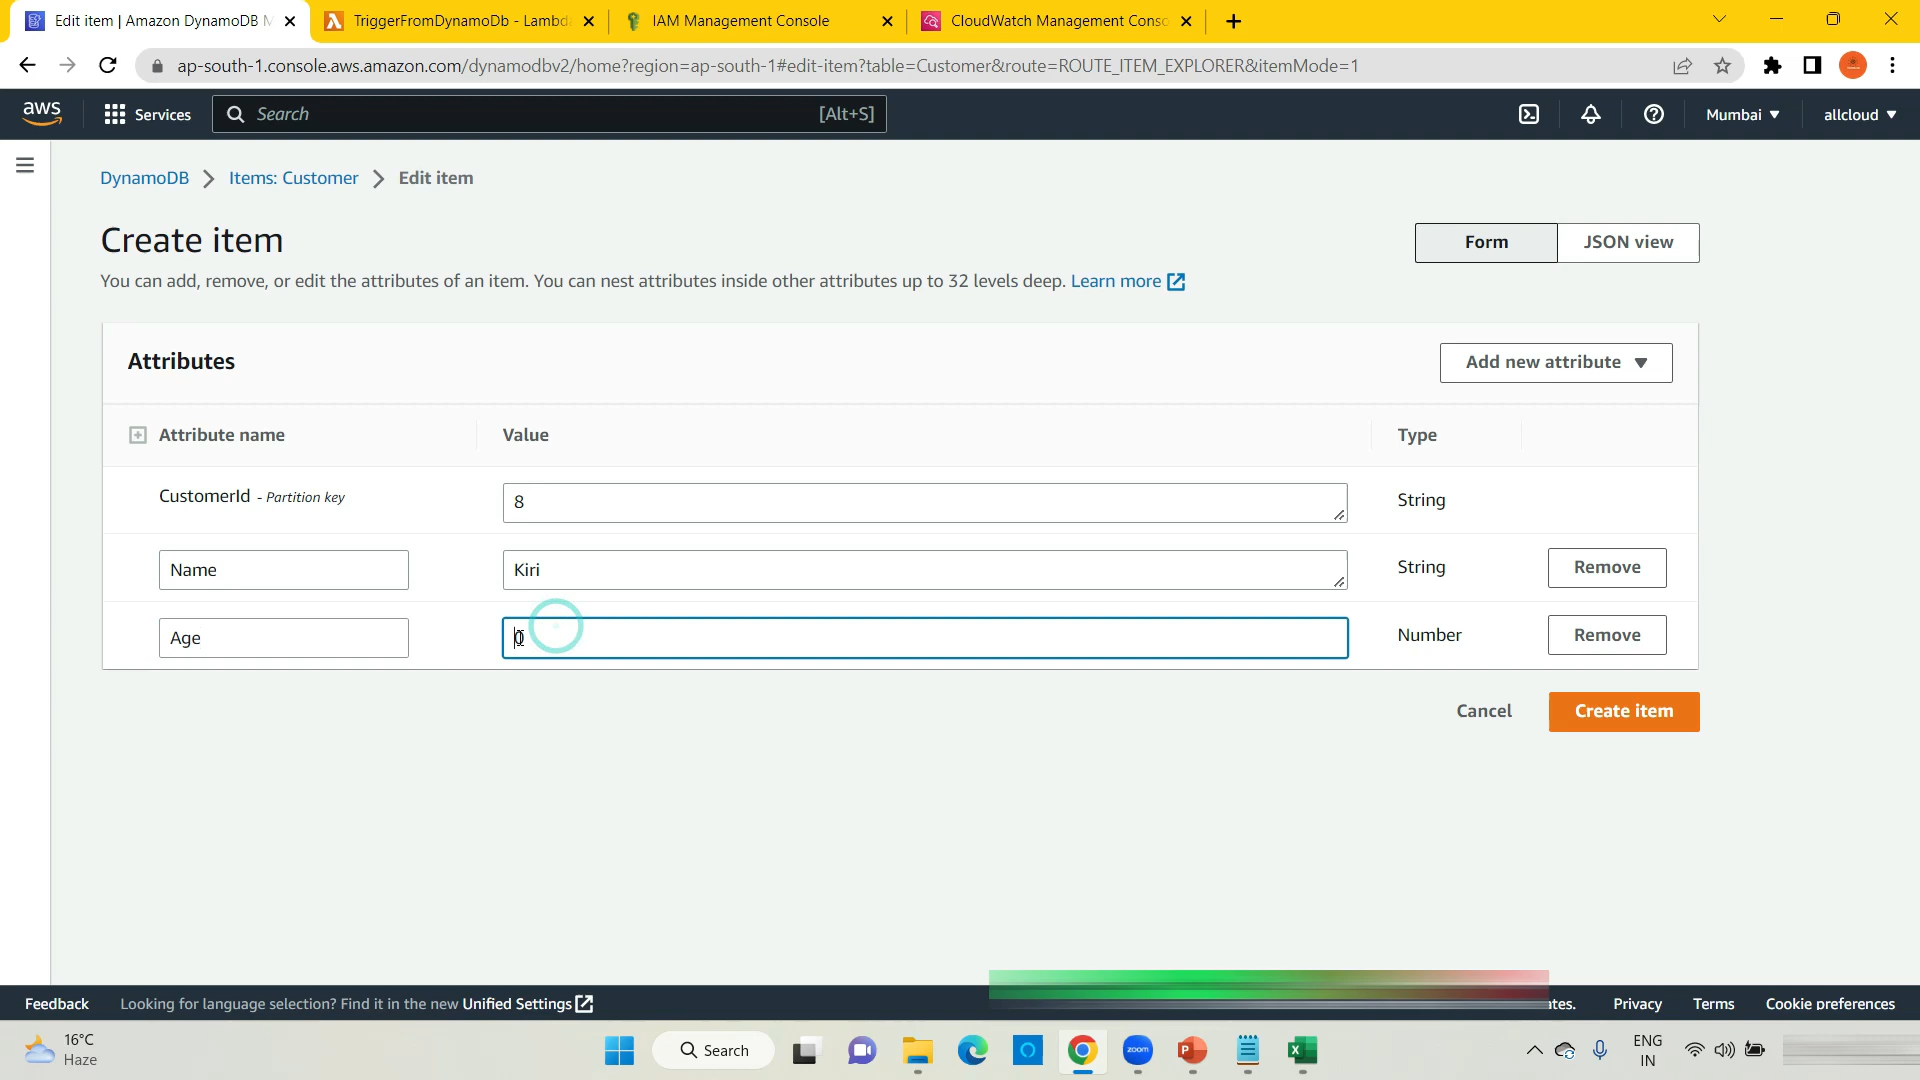 Edit item | Amazon DynamoDB M
TriggerFromDynamoDb - Lambda
IAM Management Console
CloudWatch Management Conso
ap-south-1.console.aws.amazon.com/dynamodbv2/home?region=ap-south-1#edit-item?table=Customer&route=ROUTE_ITEM_EXPLORER&itemMode=1
aws Services Search [Alt+S] Mumbai allcloud
DynamoDB Items: Customer Edit item
Create item
Form JSON view
You can add, remove, or edit the attributes of an item. You can nest attributes inside other attributes up to 32 levels deep. Learn more
Attributes
Add new attribute
Attribute name Value Type
CustomerId - Partition key 8 String
Name Kiri String Remove
Age 0 Number Remove
Cancel Create item
Feedback Looking for language selection? Find it in the new Unified Settings ates. Privacy Terms Cookie preferences
16°C
Haze
Search
zoom
ENG
IN